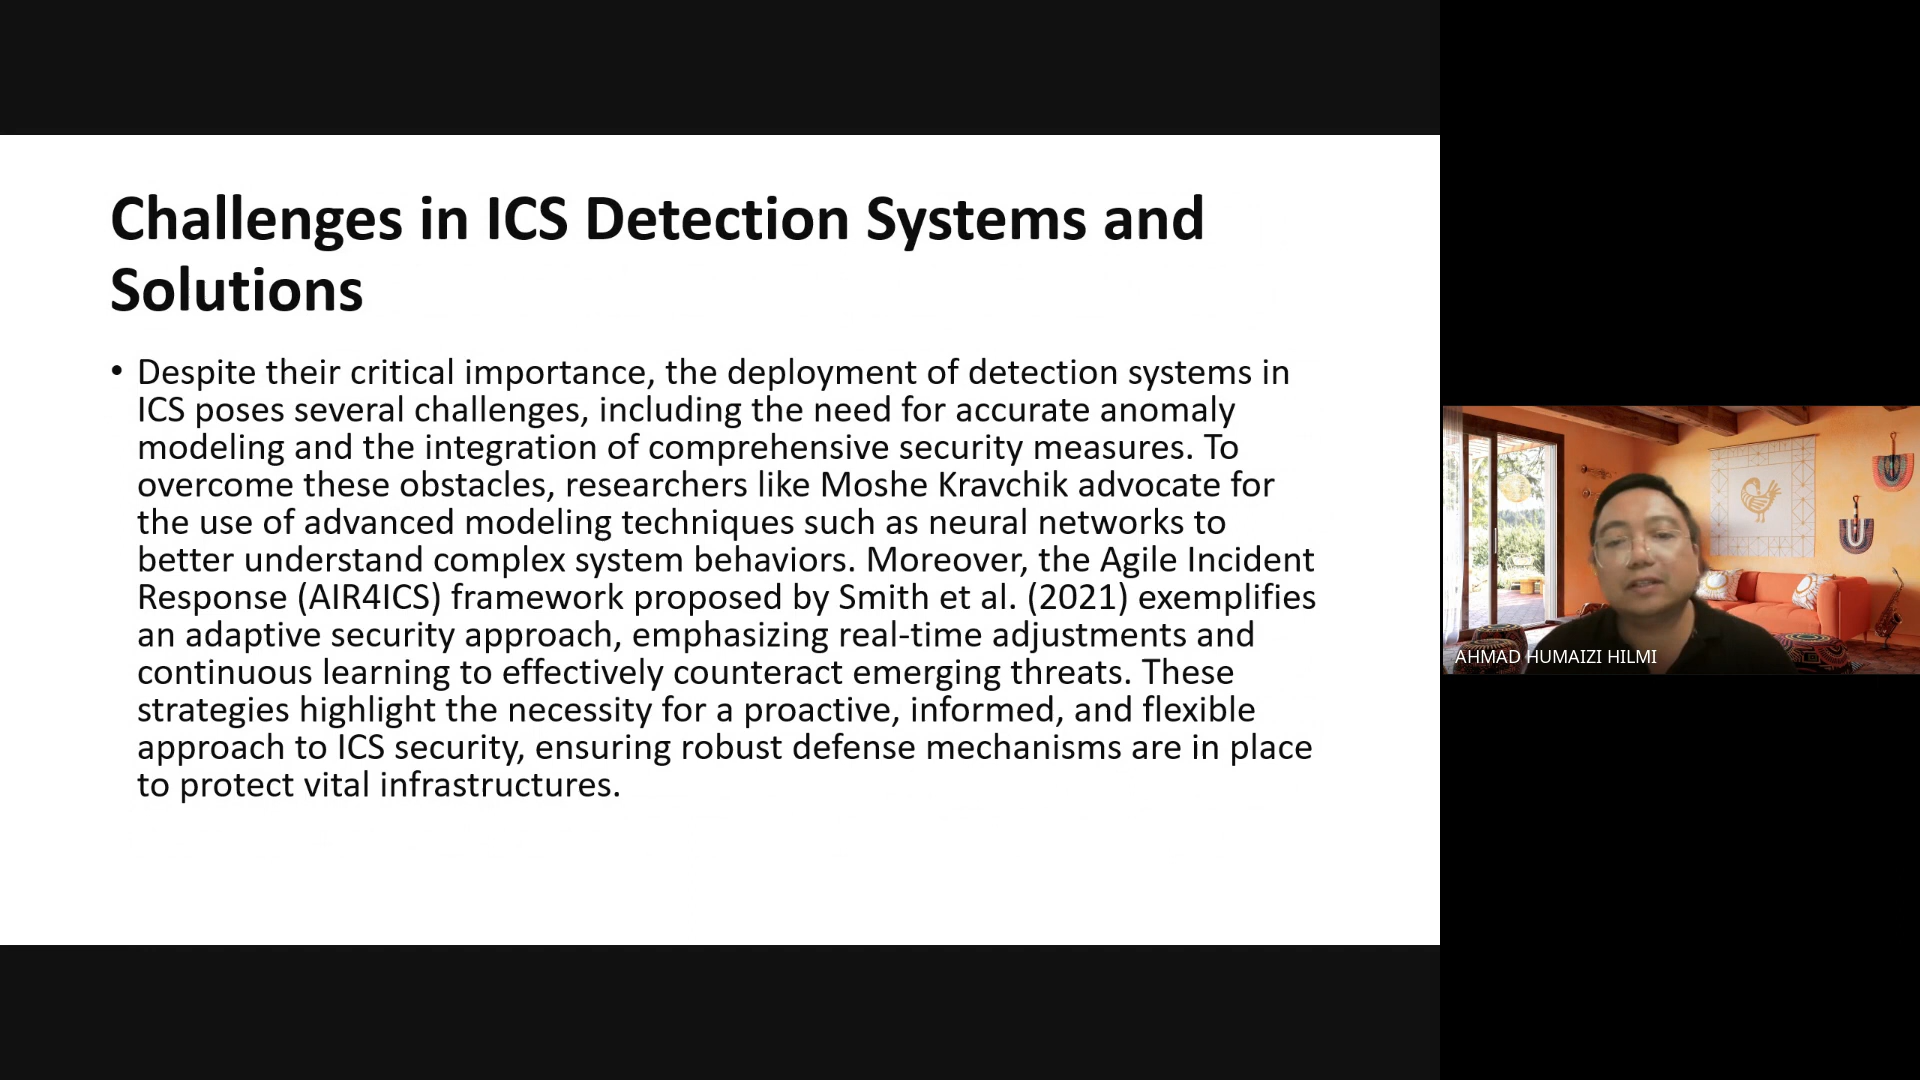 Challenges in ICS Detection Systems and
Solutions
• Despite their critical importance, the deployment of detection systems in
ICS poses several challenges, including the need for accurate anomaly
modeling and the integration of comprehensive security measures. To
overcome these obstacles, researchers like Moshe Kravchik advocate for
the use of advanced modeling techniques such as neural networks to
better understand complex system behaviors. Moreover, the Agile Incident
Response (AIR4ICS) framework proposed by Smith et al. (2021) exemplifies
an adaptive security approach, emphasizing real-time adjustments and
continuous learning to effectively counteract emerging threats. These
strategies highlight the necessity for a proactive, informed, and flexible
approach to ICS security, ensuring robust defense mechanisms are in place
to protect vital infrastructures.
AHMAD HUMAIZI HILMI